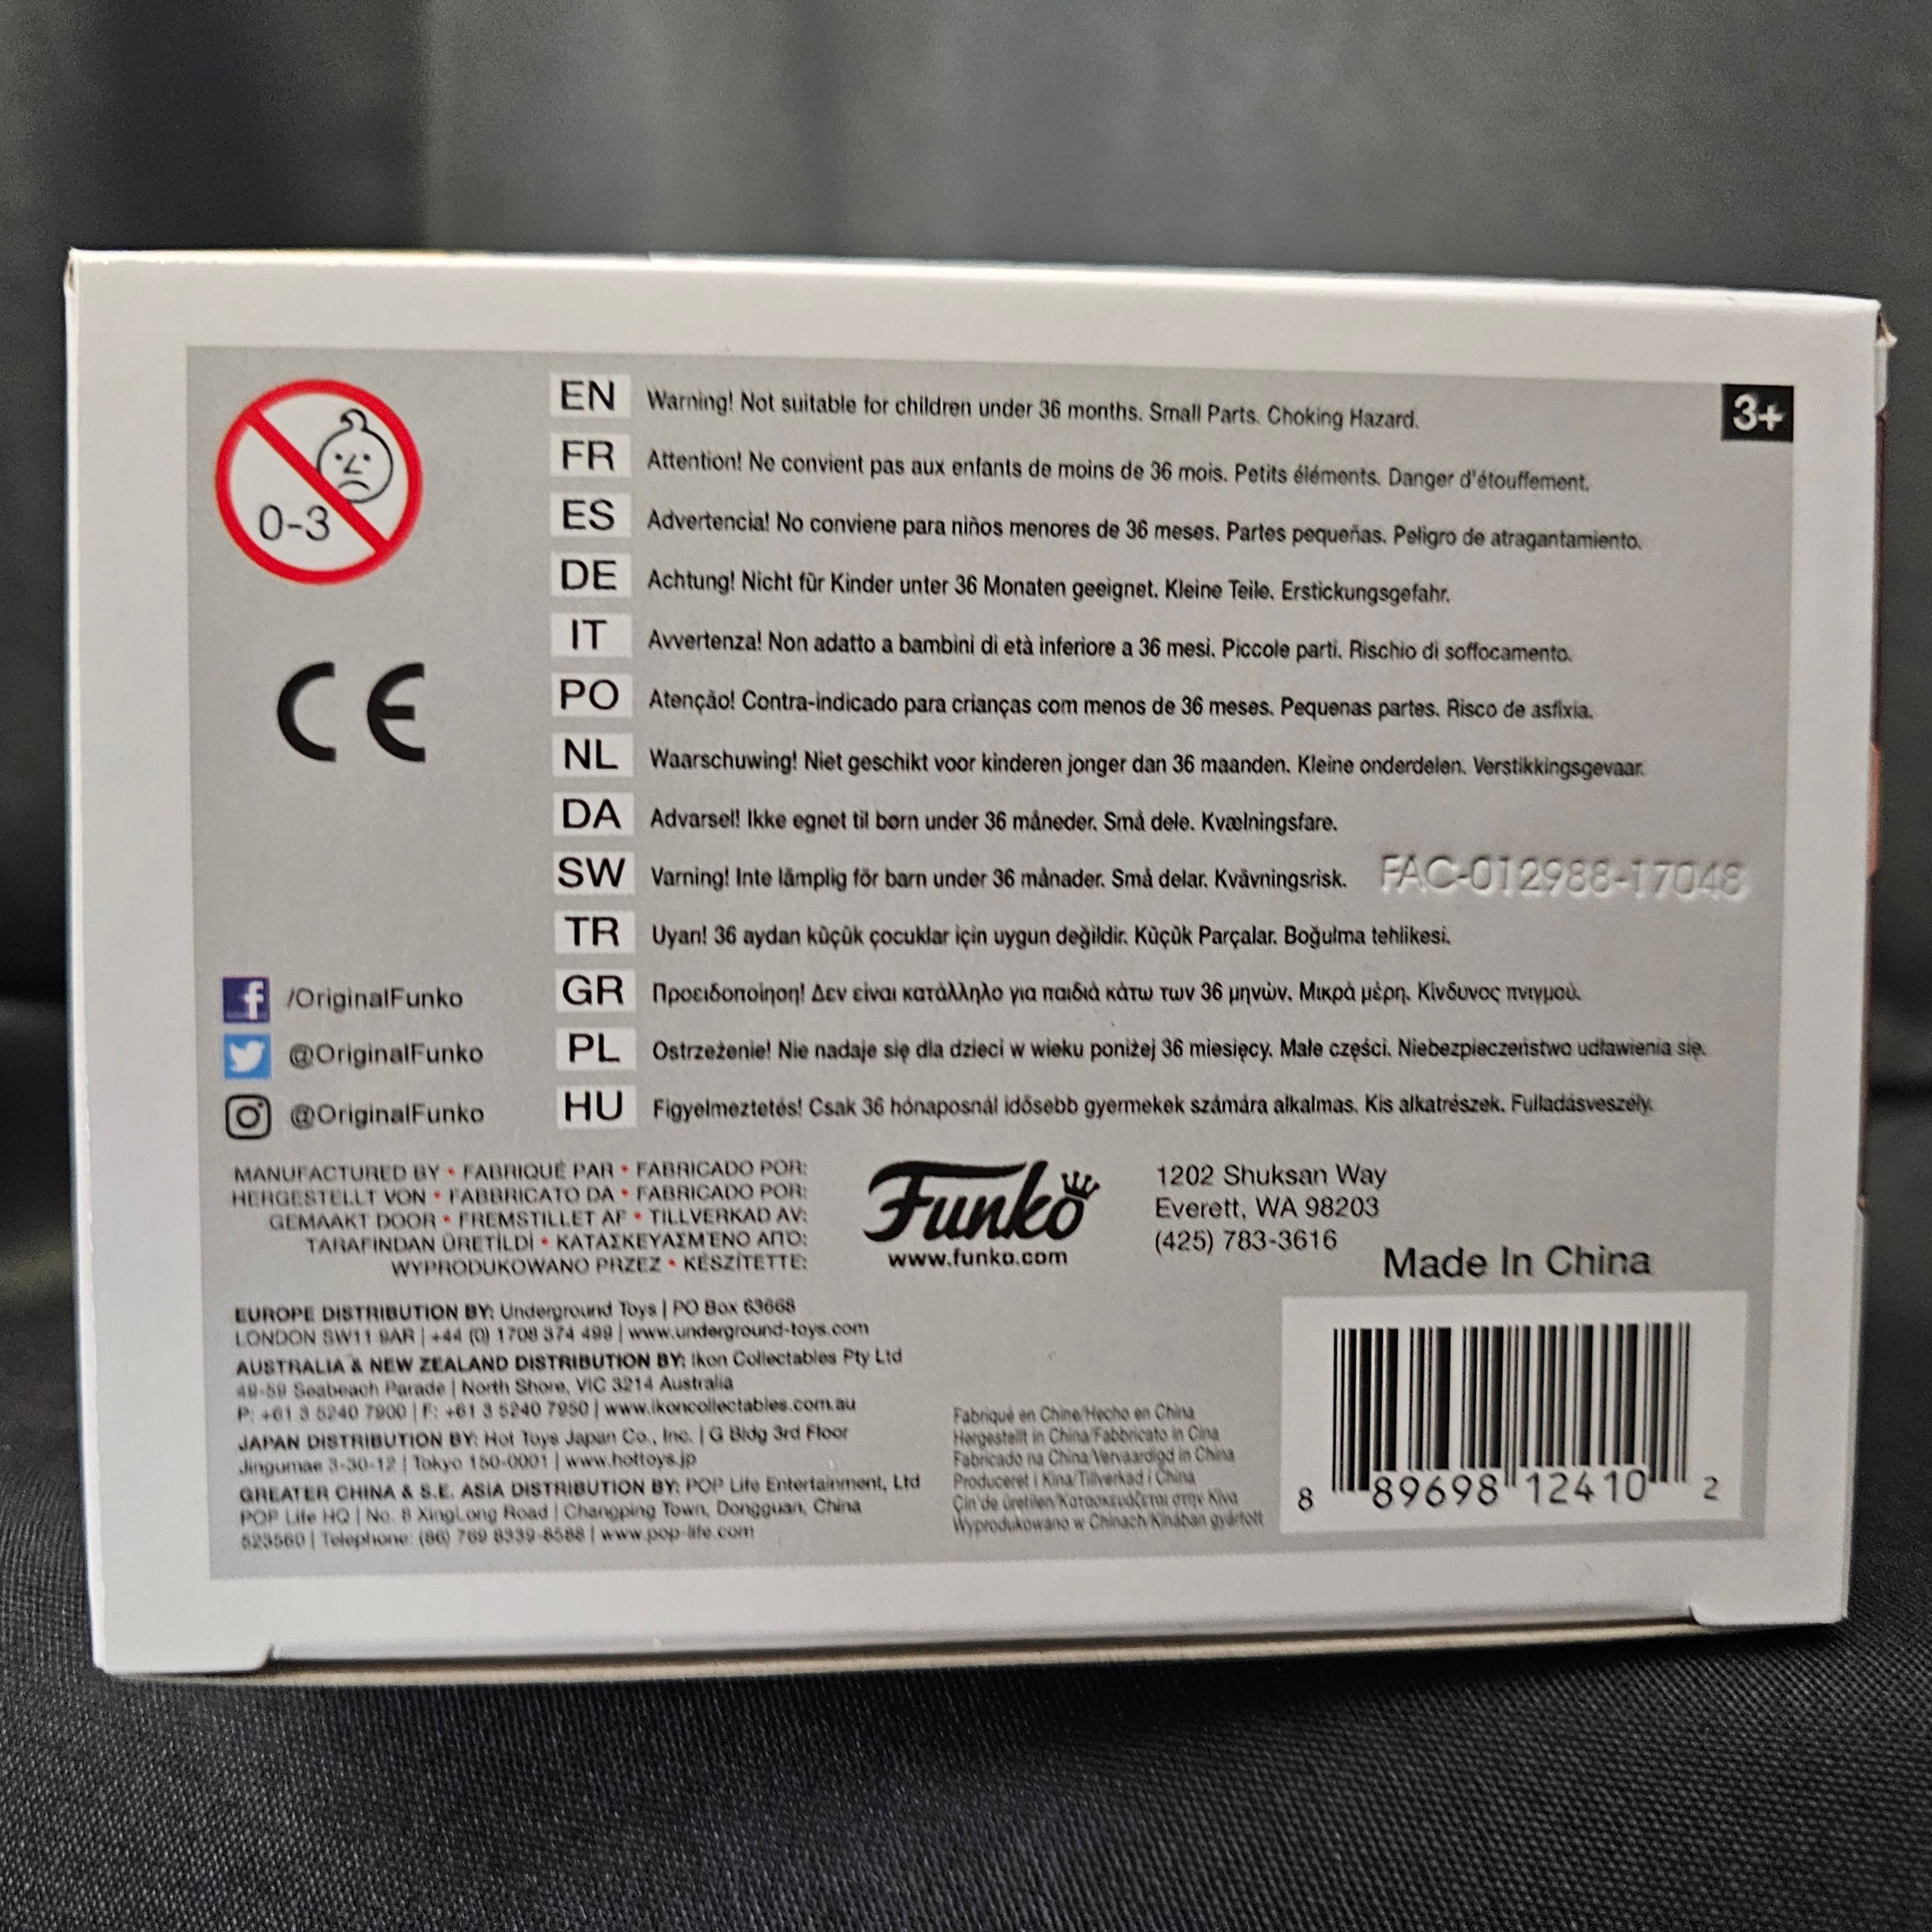 0-3
CE
EN Warning! Not suitable for children under 36 months. Small Parts. Choking Hazard.
3+
FR Attention! Ne convient pas aux enfants de moins de 36 mois. Petits éléments. Danger d'étouffement.
ES Advertencia! No conviene para niños menores de 36 meses. Partes pequeñas. Peligro de atragantamiento.
DE Achtung! Nicht für Kinder unter 36 Monaten geeignet. Kleine Teile. Erstickungsgefahr.
IT Avvertenza! Non adatto a bambini di età inferiore a 36 mesi. Piccole parti. Rischio di soffocamento.
PO Atenção! Contra-indicado para crianças com menos de 36 meses. Pequenas partes. Risco de asfixia.
NL Waarschuwing! Niet geschikt voor kinderen jonger dan 36 maanden. Kleine onderdelen. Verstikkingsgevaar.
DA Advarsel! Ikke egnet til børn under 36 måneder. Små dele. Kvælningsfare.
SW Varning! Inte lämplig för barn under 36 månader. Små delar. Kvävningsrisk.
FAC-012988-17048
TR Uyarı! 36 aydan küçük çocuklar için uygun değildir. Küçük Parçalar. Boğulma tehlikesi.
GR Προειδοποίηση! Δεν είναι κατάλληλο για παιδιά κάτω των 36 μηνών. Μικρά μέρη. Κίνδυνος πνιγμού.
PL Ostrzeżenie! Nie nadaje się dla dzieci w wieku poniżej 36 miesięcy. Małe części. Niebezpieczeństwo udławienia się.
HU Figyelmeztetés! Csak 36 hónaposnál idősebb gyermekek számára alkalmas. Kis alkatrészek. Fulladásveszély.
/OriginalFunko
@OriginalFunko
@OriginalFunko
MANUFACTURED BY • FABRIQUÉ PAR • FABRICADO POR:
HERGESTELLT VON • FABBRICATO DA • FABRICADO POR:
GEMAAKT DOOR • FREMSTILLET AF • TILLVERKAD AV:
TARAFINDAN ÜRETİLDİ • ΚΑΤΑΣΚΕΥΑΣΜΈΝΟ ΑΠΌ:
WYPRODUKOWANO PRZEZ • KÉSZÍTETTE:
Funko
www.funko.com
1202 Shuksan Way
Everett, WA 98203
(425) 783-3616
Made In China
EUROPE DISTRIBUTION BY: Underground Toys | PO Box 63668
LONDON SW11 9AR | +44 (0) 1708 374 499 | www.underground-toys.com
AUSTRALIA & NEW ZEALAND DISTRIBUTION BY: Ikon Collectables Pty Ltd
49-59 Seabeach Parade | North Shore, VIC 3214 Australia
P: +61 3 5240 7900 | F: +61 3 5240 7950 | www.ikoncollectables.com.au
JAPAN DISTRIBUTION BY: Hot Toys Japan Co., Inc. | G Bldg 3rd Floor
Jingumae 3-30-12 | Tokyo 150-0001 | www.hottoys.jp
GREATER CHINA & S.E. ASIA DISTRIBUTION BY: POP Life Entertainment, Ltd
POP Life HQ | No. 8 XingLong Road | Changping Town, Dongguan, China
523560 | Telephone: (86) 769 8339-8588 | www.pop-life.com
Fabriqué en Chine/Hecho en China
Hergestellt in China/Fabbricato in Cina
Fabricado na China/Vervaardigd in China
Produceret i Kina/Tillverkad i China
Çin'de üretilen/Κατασκευάζεται στην Κίνα
Wyprodukowano w Chinach/Kínában gyártott
8 89698 12410 2